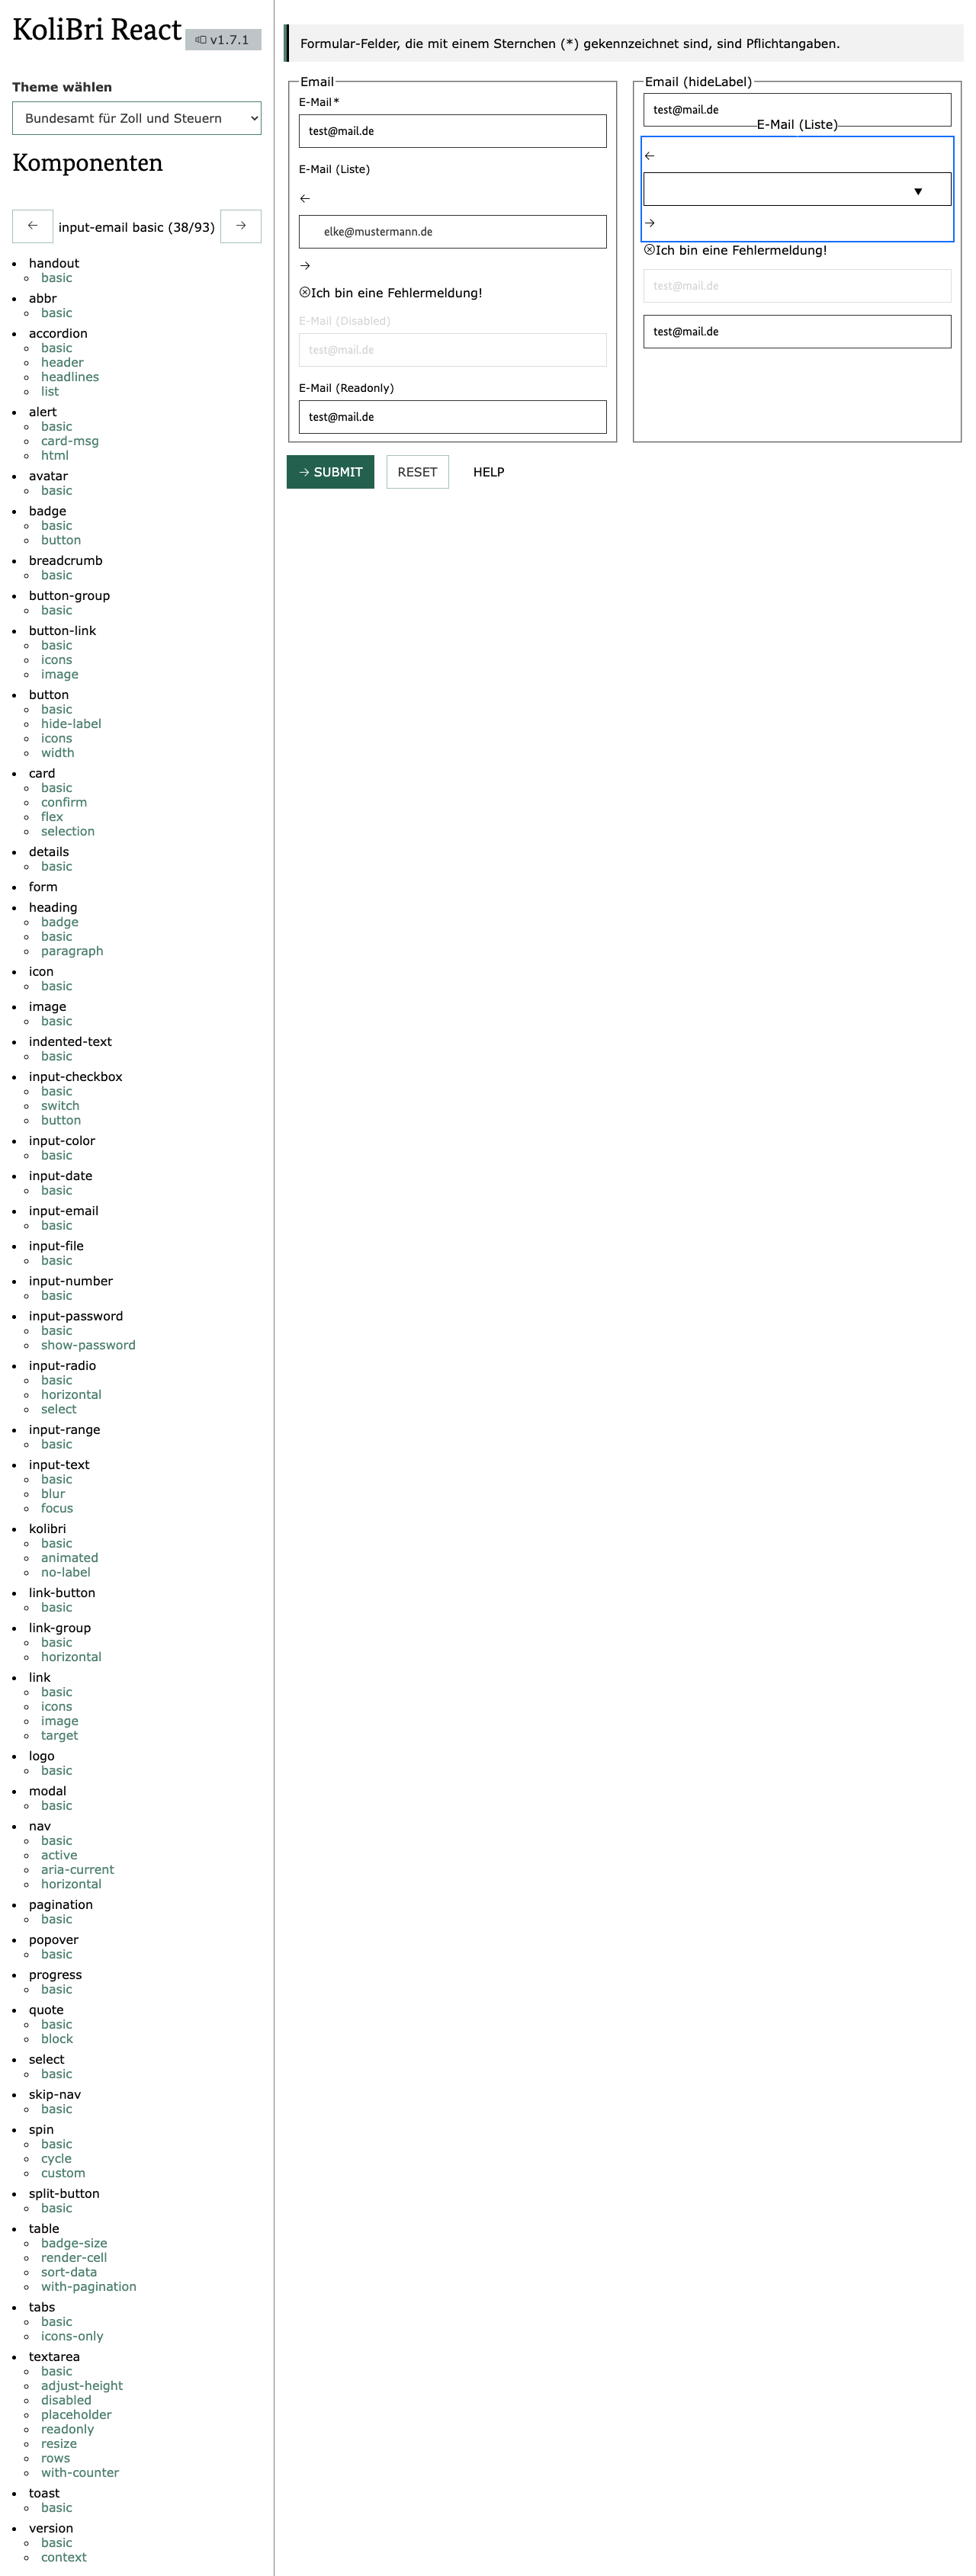 KoliBri React
v1.7.1
Theme wählen
Bundesamt für Zoll und Steuern
Komponenten
← input-email basic (38/93) →
handout
basic
abbr
basic
accordion
basic
header
headlines
list
alert
basic
card-msg
html
avatar
basic
badge
basic
button
breadcrumb
basic
button-group
basic
button-link
basic
icons
image
button
basic
hide-label
icons
width
card
basic
confirm
flex
selection
details
basic
form
heading
badge
basic
paragraph
icon
basic
image
basic
indented-text
basic
input-checkbox
basic
switch
button
input-color
basic
input-date
basic
input-email
basic
input-file
basic
input-number
basic
input-password
basic
show-password
input-radio
basic
horizontal
select
input-range
basic
input-text
basic
blur
focus
kolibri
basic
animated
no-label
link-button
basic
link-group
basic
horizontal
link
basic
icons
image
target
logo
basic
modal
basic
nav
basic
active
aria-current
horizontal
pagination
basic
popover
basic
progress
basic
quote
basic
block
select
basic
skip-nav
basic
spin
basic
cycle
custom
split-button
basic
table
badge-size
render-cell
sort-data
with-pagination
tabs
basic
icons-only
textarea
basic
adjust-height
disabled
placeholder
readonly
resize
rows
with-counter
toast
basic
version
basic
context
Formular-Felder, die mit einem Sternchen (*) gekennzeichnet sind, sind Pflichtangaben.
Email
E-Mail*
test@mail.de
E-Mail (Liste)
←
elke@mustermann.de
→
Ich bin eine Fehlermeldung!
E-Mail (Disabled)
test@mail.de
E-Mail (Readonly)
test@mail.de
Email (hideLabel)
test@mail.de
E-Mail (Liste)
←
→
Ich bin eine Fehlermeldung!
test@mail.de
test@mail.de
→ SUBMIT
RESET
HELP